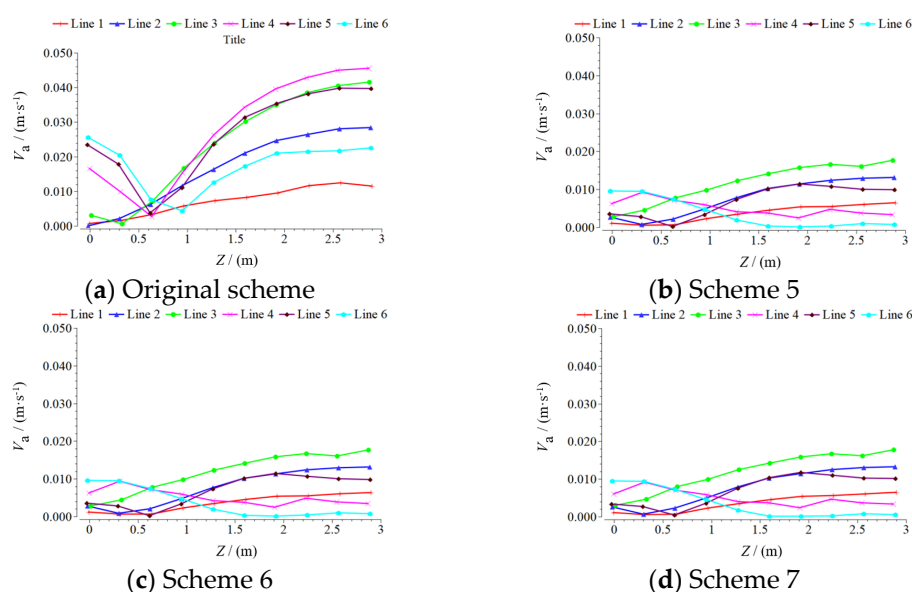 Line 1 Line 2 Line 3 Line 4 Line 5 Line 6
Title
0.050
0.040
0.030
0.020
0.010
0.000
Va / (m·s⁻¹)
0 0.5 1 1.5 2 2.5 3
Z / (m)
(a) Original scheme
Line 1 Line 2 Line 3 Line 4 Line 5 Line 6
0.050
0.040
0.030
0.020
0.010
0.000
Va / (m·s⁻¹)
0 0.5 1 1.5 2 2.5 3
Z / (m)
(b) Scheme 5
Line 1 Line 2 Line 3 Line 4 Line 5 Line 6
0.050
0.040
0.030
0.020
0.010
0.000
Va / (m·s⁻¹)
0 0.5 1 1.5 2 2.5 3
Z / (m)
(c) Scheme 6
Line 1 Line 2 Line 3 Line 4 Line 5 Line 6
0.050
0.040
0.030
0.020
0.010
0.000
Va / (m·s⁻¹)
0 0.5 1 1.5 2 2.5 3
Z / (m)
(d) Scheme 7